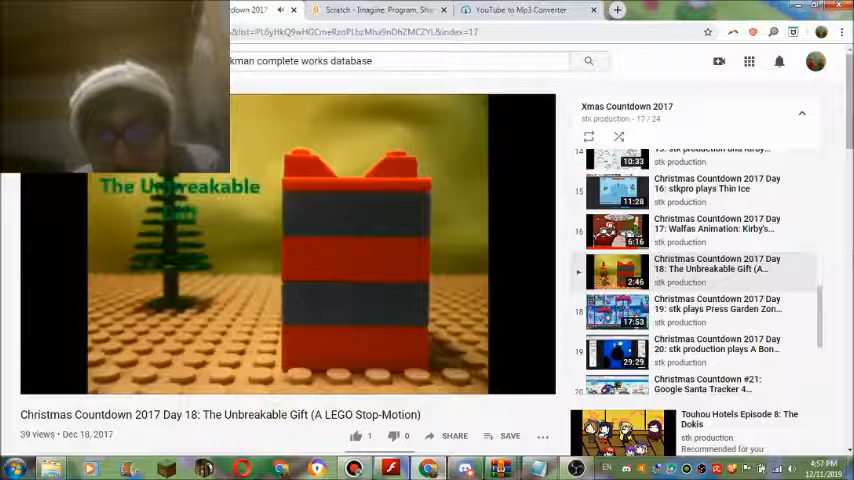 down 2017
Scratch - Imagine, Program, Shar
YouTube to Mp3 Converter
kman complete works database
Xmas Countdown 2017
stk production - 17 / 24
14
10:33
stk production
15
11:28
Christmas Countdown 2017 Day
16: stkpro plays Thin Ice
stk production
16
6:16
Christmas Countdown 2017 Day
17: Walfas Animation: Kirby's...
stk production
2:46
Christmas Countdown 2017 Day
18: The Unbreakable Gift (A...
stk production
18
17:53
Christmas Countdown 2017 Day
19: stk plays Press Garden Zon...
stk production
19
29:29
Christmas Countdown 2017 Day
20: stk production plays A Bon...
stk production
20
Christmas Countdown #21:
Google Santa Tracker 4...
The Unbreakable
Christmas Countdown 2017 Day 18: The Unbreakable Gift (A LEGO Stop-Motion)
39 views • Dec 18, 2017
1
0
SHARE
SAVE
Touhou Hotels Episode 8: The
Dokis
stk production
Recommended for you
EN
4:57 PM
12/11/2019